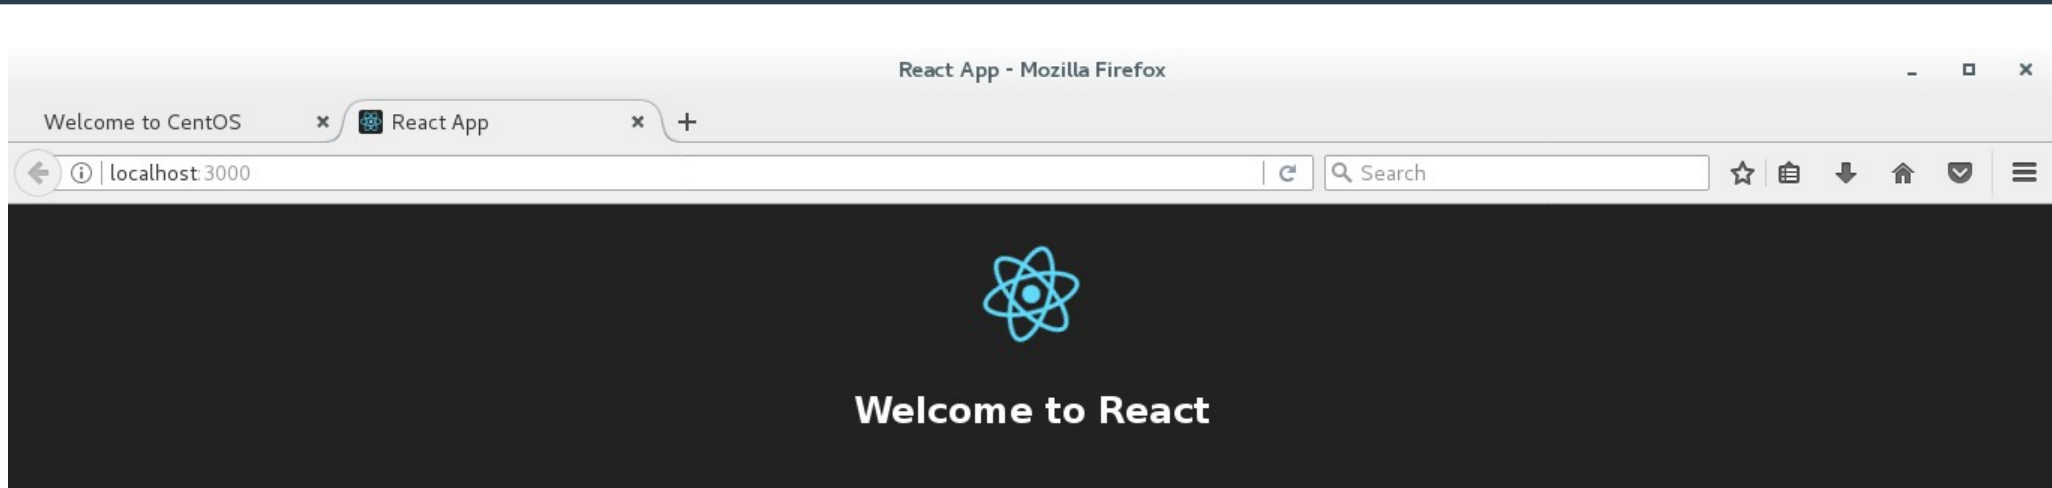 React App - Mozilla Firefox
Welcome to CentOS React App
localhost:3000 Search
Welcome to React